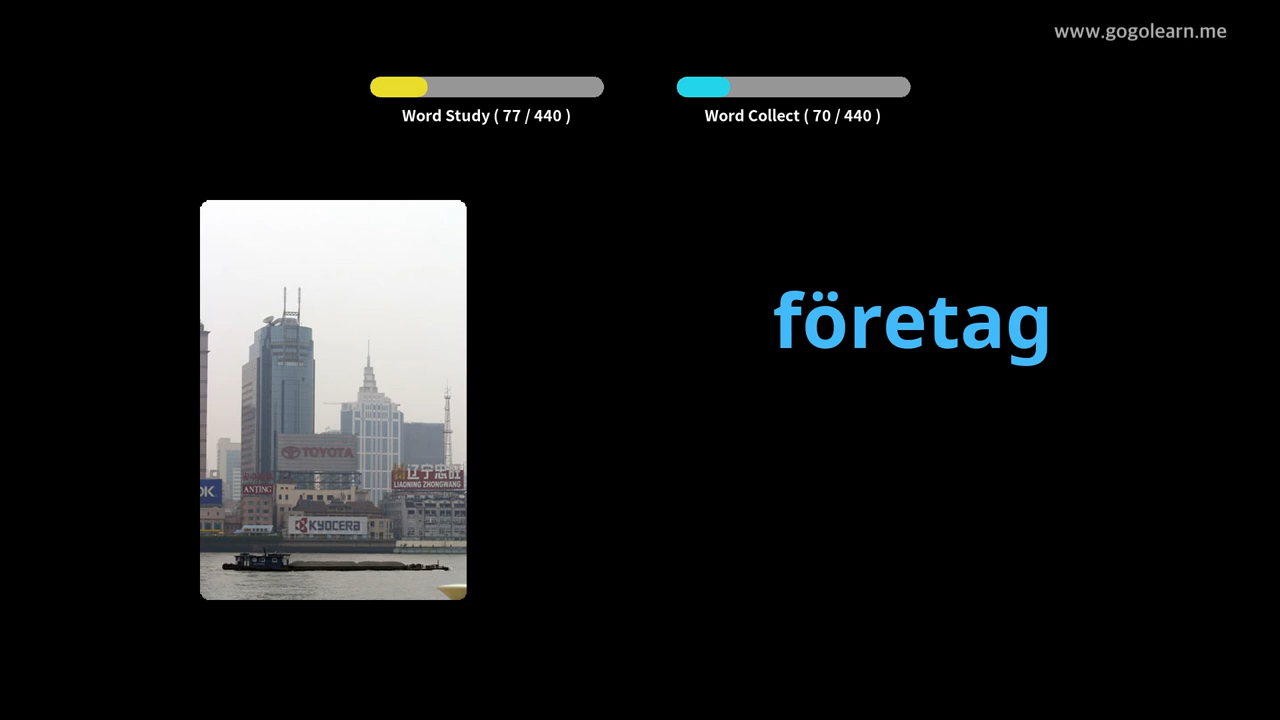 www.gogolearn.me
Word Study ( 77 / 440 )
Word Collect ( 70 / 440 )
företag
TOYOTA
辽宁忠旺
LIAONING ZHONGWANG
ANTING
KYOCERA